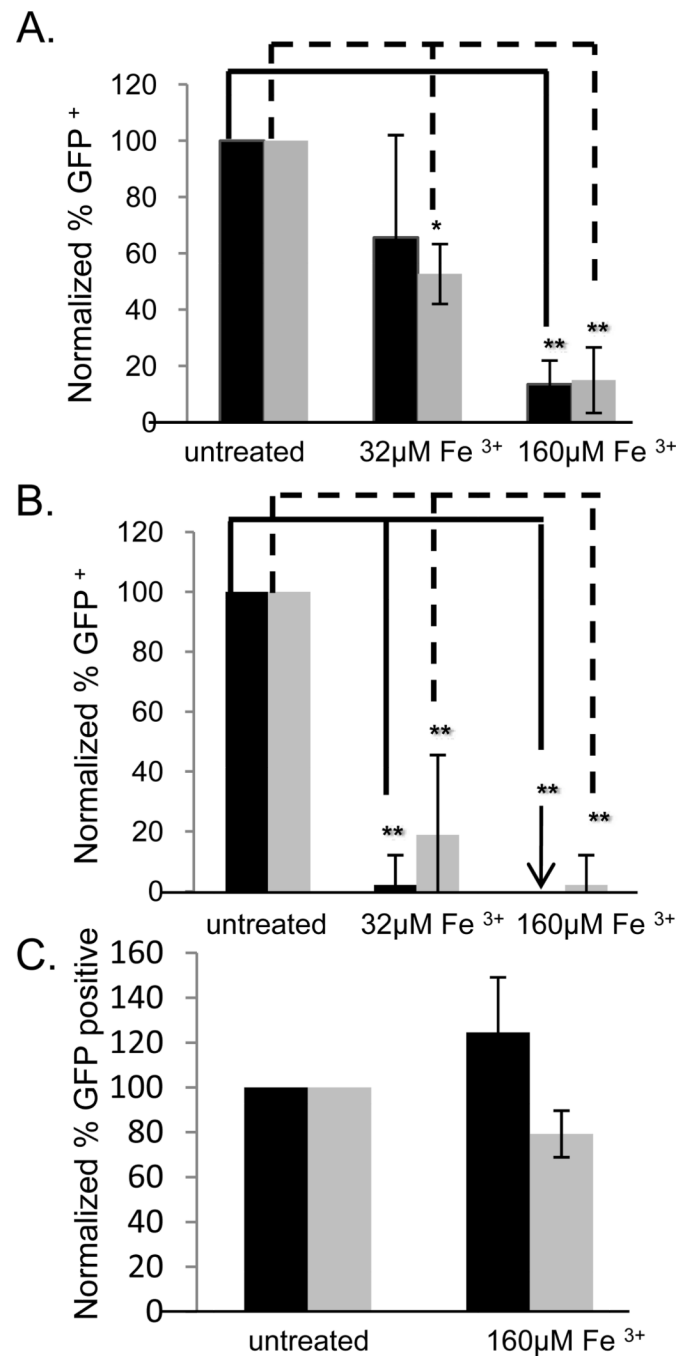 A.
Normalized % GFP +
120
100
80
60
40
20
0
*
**
**
untreated
32µM Fe 3+
160µM Fe 3+
B.
Normalized % GFP +
120
100
80
60
40
20
0
**
**
**
**
untreated
32µM Fe 3+
160µM Fe 3+
C.
Normalized % GFP positive
160
140
120
100
80
60
40
20
0
untreated
160µM Fe 3+